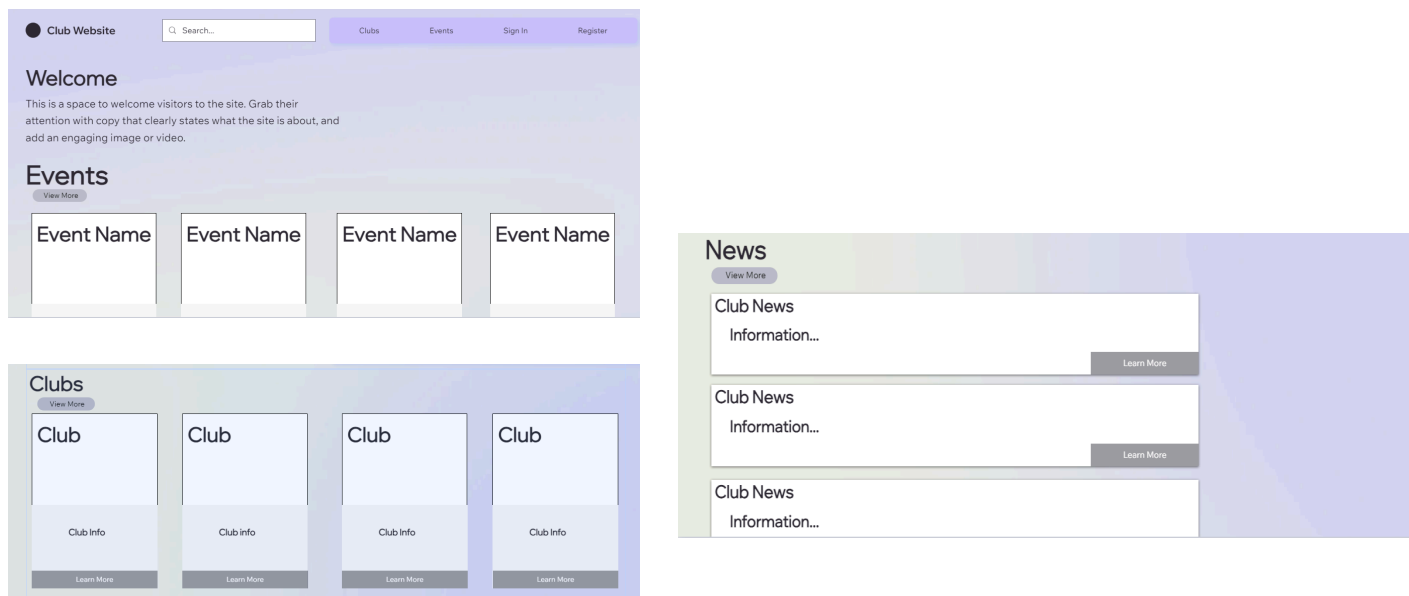 Club Website
Search...
Clubs Events Sign In Register
Welcome
This is a space to welcome visitors to the site. Grab their
attention with copy that clearly states what the site is about, and
add an engaging image or video.
Events
View More
Event Name Event Name Event Name Event Name
Clubs
View More
Club Club Club Club
Club Info Club info Club Info Club Info
Learn More Learn More Learn More Learn More
News
View More
Club News
Information...
Learn More
Club News
Information...
Learn More
Club News
Information...